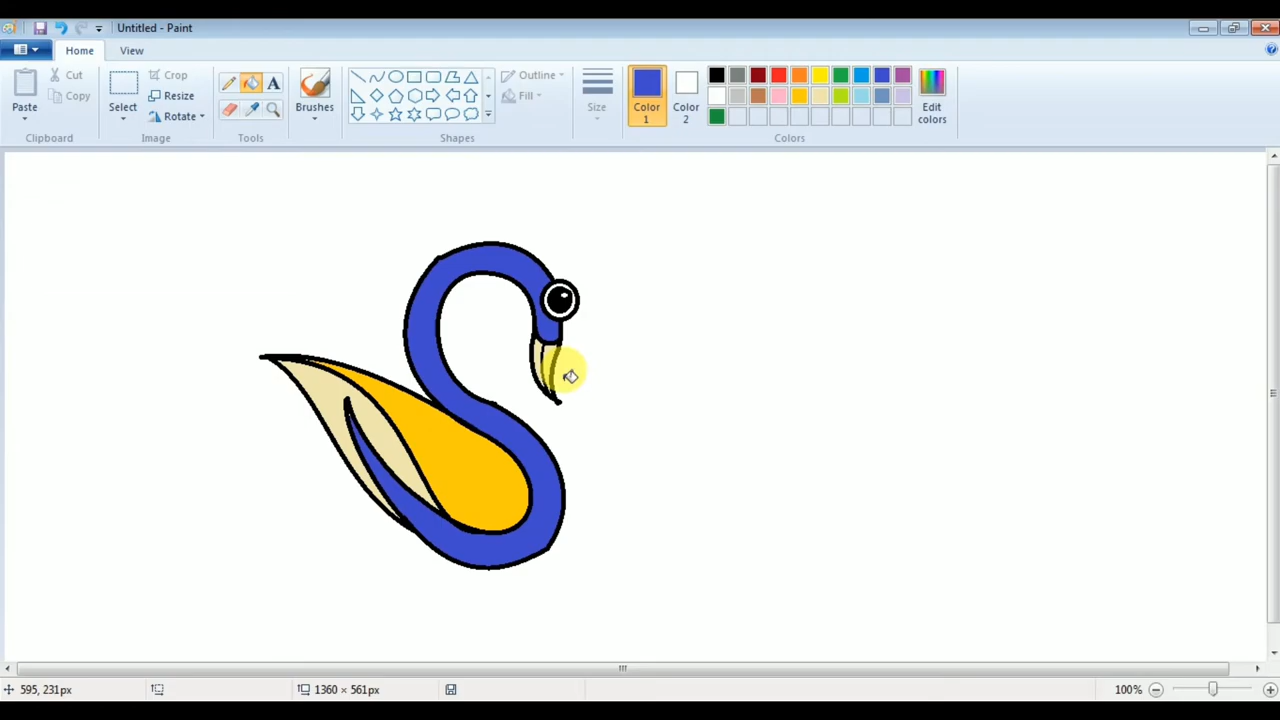 Untitled - Paint
Home View
Paste
Cut
Copy
Clipboard
Select
Crop
Resize
Rotate
Image
A
Tools
Brushes
Outline
Fill
Shapes
Size
Color 1
Color 2
Edit colors
Colors
595, 231px
1360 × 561px
100%